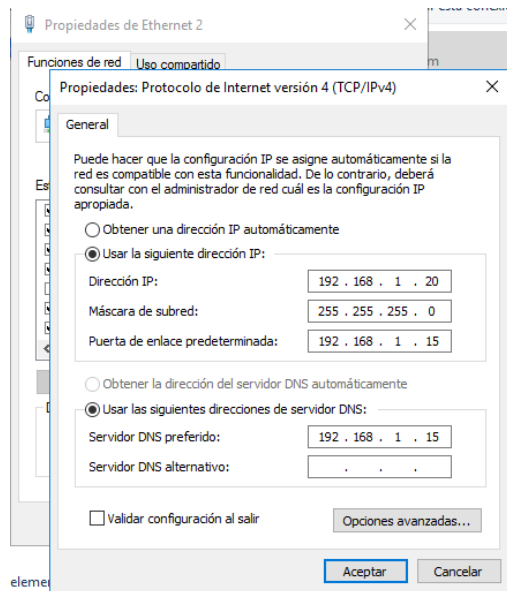 Propiedades de Ethernet 2
Funciones de red
Uso compartido
Propiedades: Protocolo de Internet versión 4 (TCP/IPv4)
General
Puede hacer que la configuración IP se asigne automáticamente si la
red es compatible con esta funcionalidad. De lo contrario, deberá
consultar con el administrador de red cuál es la configuración IP
apropiada.
Obtener una dirección IP automáticamente
Usar la siguiente dirección IP:
Dirección IP:
192 . 168 . 1 . 20
Máscara de subred:
255 . 255 . 255 . 0
Puerta de enlace predeterminada:
192 . 168 . 1 . 15
Obtener la dirección del servidor DNS automáticamente
Usar las siguientes direcciones de servidor DNS:
Servidor DNS preferido:
192 . 168 . 1 . 15
Servidor DNS alternativo:
. . .
Validar configuración al salir
Opciones avanzadas...
Aceptar
Cancelar